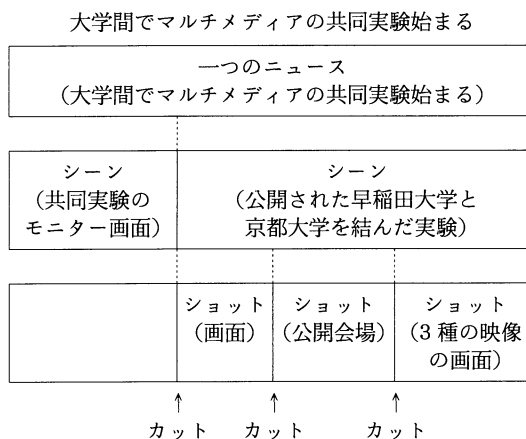 大学間でマルチメディアの共同実験始まる
一つのニュース
(大学間でマルチメディアの共同実験始まる)
シーン
(共同実験の
モニター画面)
シーン
(公開された早稲田大学と
京都大学を結んだ実験)
ショット
(画面)
ショット
(公開会場)
ショット
(3種の映像
の画面)
↑
カット
↑
カット
↑
カット